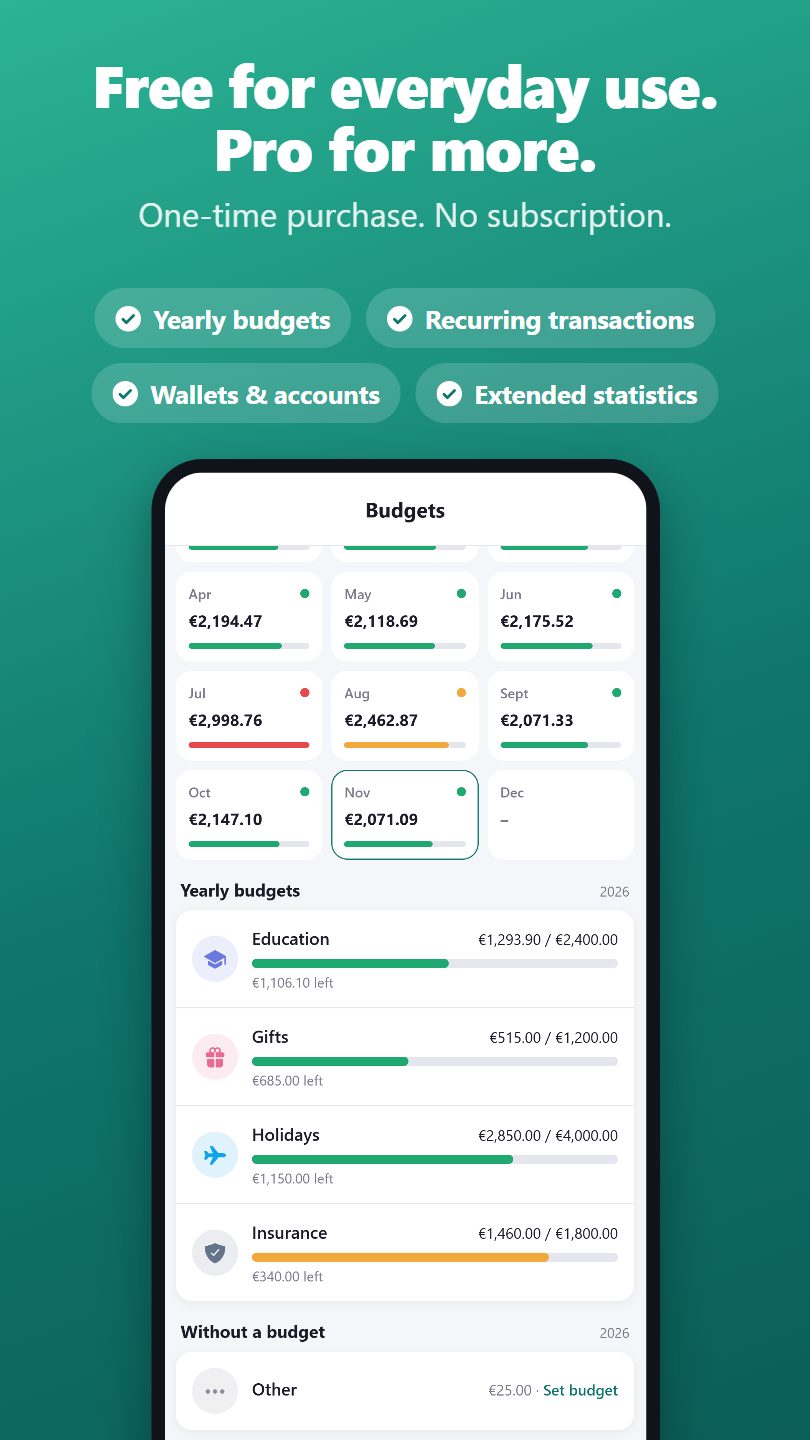 Free for everyday use.
Pro for more.
One-time purchase. No subscription.
Yearly budgets
Recurring transactions
Wallets & accounts
Extended statistics
Budgets
Apr
May
Jun
€2,194.47
€2,118.69
€2,175.52
Jul
Aug
Sept
€2,998.76
€2,462.87
€2,071.33
Oct
Nov
Dec
€2,147.10
€2,071.09
–
Yearly budgets 2026
Education €1,293.90 / €2,400.00
€1,106.10 left
Gifts €515.00 / €1,200.00
€685.00 left
Holidays €2,850.00 / €4,000.00
€1,150.00 left
Insurance €1,460.00 / €1,800.00
€340.00 left
Without a budget 2026
Other €25.00 · Set budget